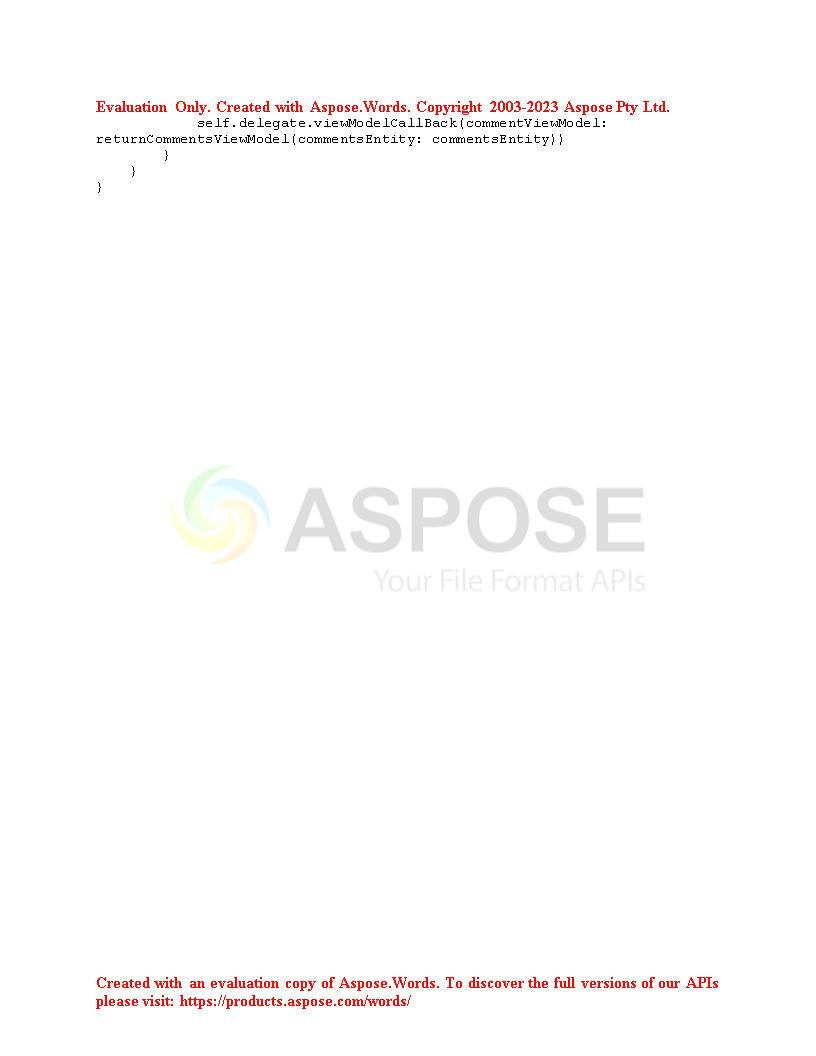 Evaluation Only. Created with Aspose.Words. Copyright 2003-2023 Aspose Pty Ltd.
            self.delegate.viewModelCallBack(commentViewModel:
returnCommentsViewModel(commentsEntity: commentsEntity))
        }
    }
}
ASPOSE
Your File Format APIs
Created with an evaluation copy of Aspose.Words. To discover the full versions of our APIs
please visit: https://products.aspose.com/words/